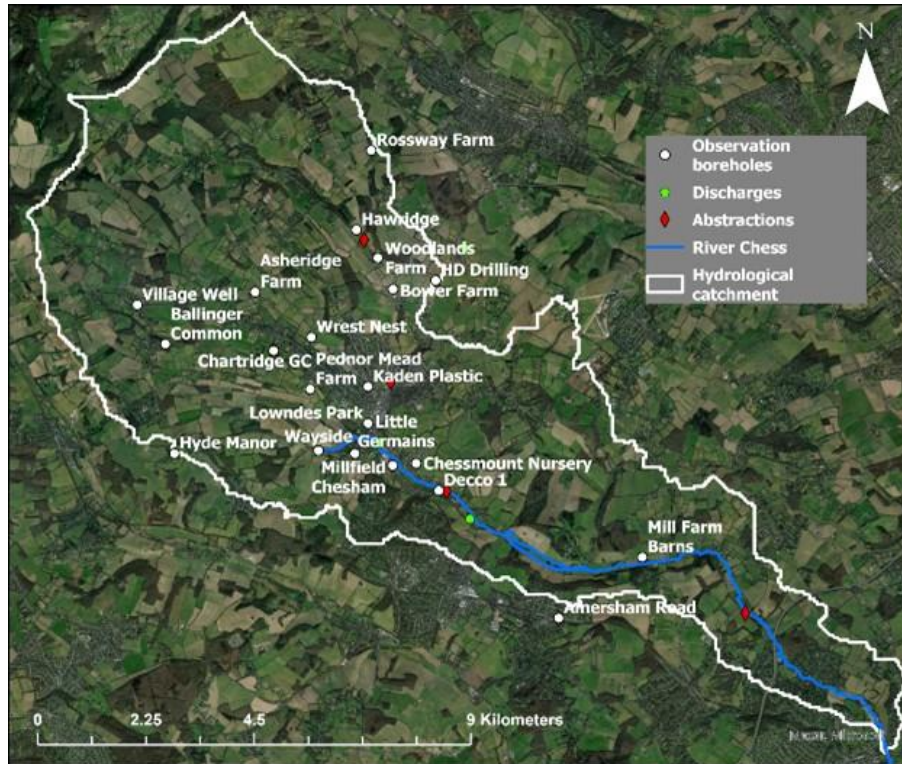 N
Observation
boreholes
Discharges
Abstractions
River Chess
Hydrological
catchment
Rossway Farm
Hawridge
Woodlands
Farm
HD Drilling
Bower Farm
Asheridge
Farm
Village Well
Ballinger
Common
Wrest Nest
Chartridge GC
Pednor Mead
Farm
Kaden Plastic
Lowndes Park
Little
Germains
Wayside
Hyde Manor
Millfield
Chesham
Chessmount Nursery
Decco 1
Mill Farm
Barns
Amersham Road
0 2.25 4.5 9 Kilometers